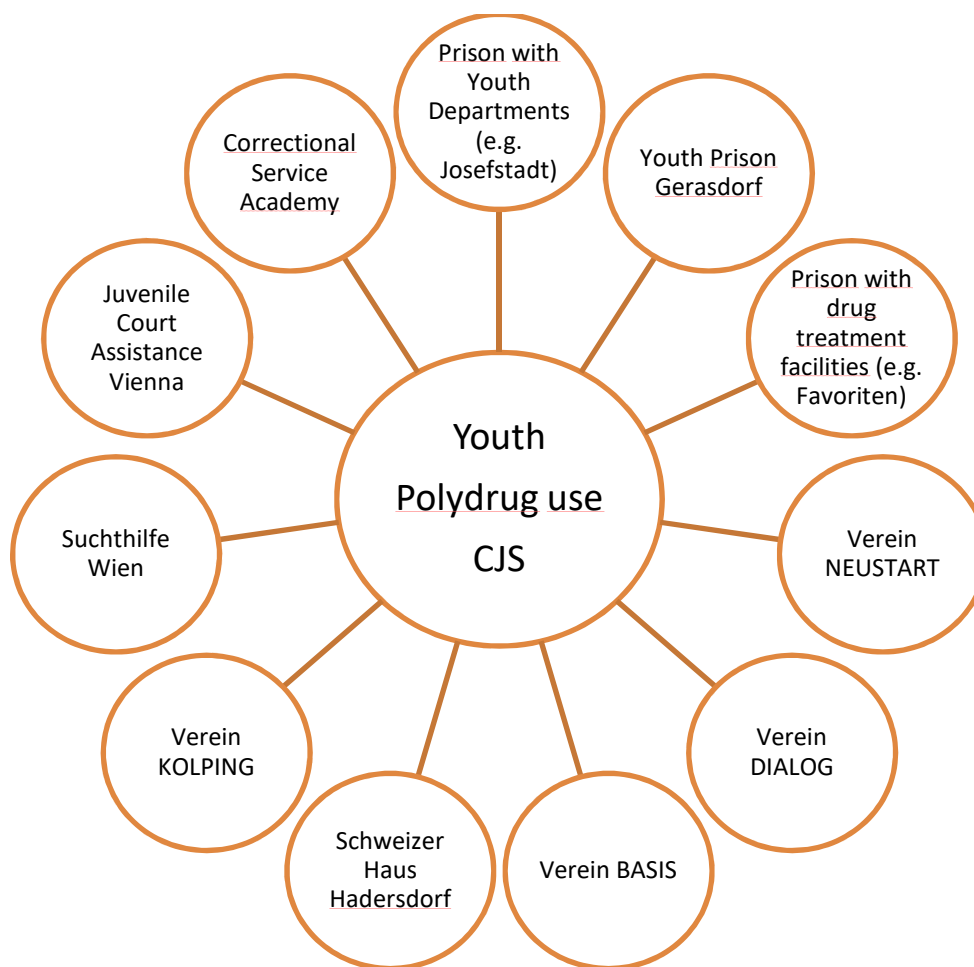 Prison with
Youth
Departments
(e.g.
Josefstadt)
Youth Prison
Gerasdorf
Prison with
drug
treatment
facilities (e.g.
Favoriten)
Verein
NEUSTART
Verein
DIALOG
Verein BASIS
Schweizer
Haus
Hadersdorf
Verein
KOLPING
Suchthilfe
Wien
Juvenile
Court
Assistance
Vienna
Correctional
Service
Academy
Youth
Polydrug use
CJS